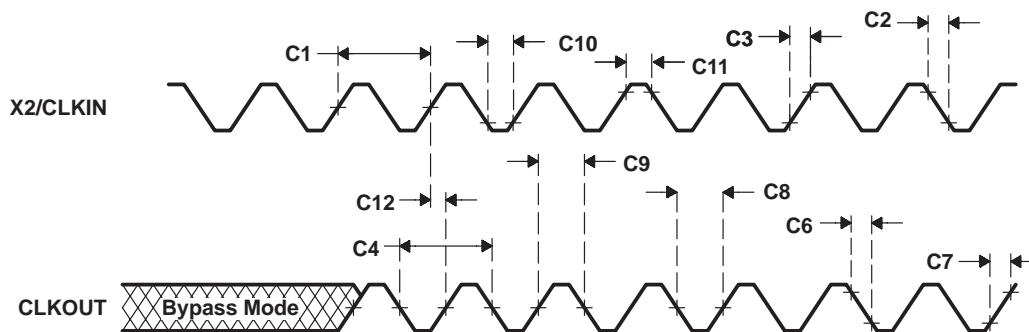 C1
C10
C3
C2
C11
X2/CLKIN
C9
C12
C8
C4
C6
C7
CLKOUT
Bypass Mode